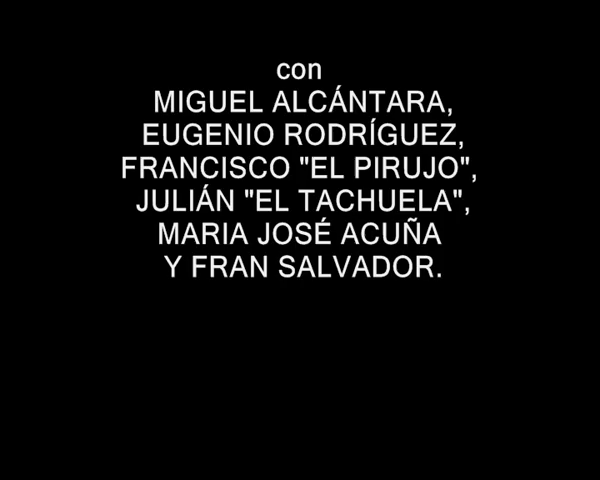 con
MIGUEL ALCÁNTARA,
EUGENIO RODRÍGUEZ,
FRANCISCO "EL PIRUJO",
JULIÁN "EL TACHUELA",
MARIA JOSÉ ACUÑA
Y FRAN SALVADOR.